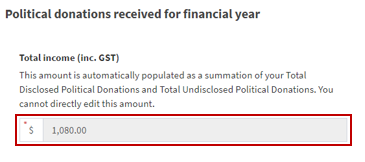 Political donations received for financial year
Total income (inc. GST)
This amount is automatically populated as a summation of your Total
Disclosed Political Donations and Total Undisclosed Political Donations. You
cannot directly edit this amount.
* $ 1,080.00